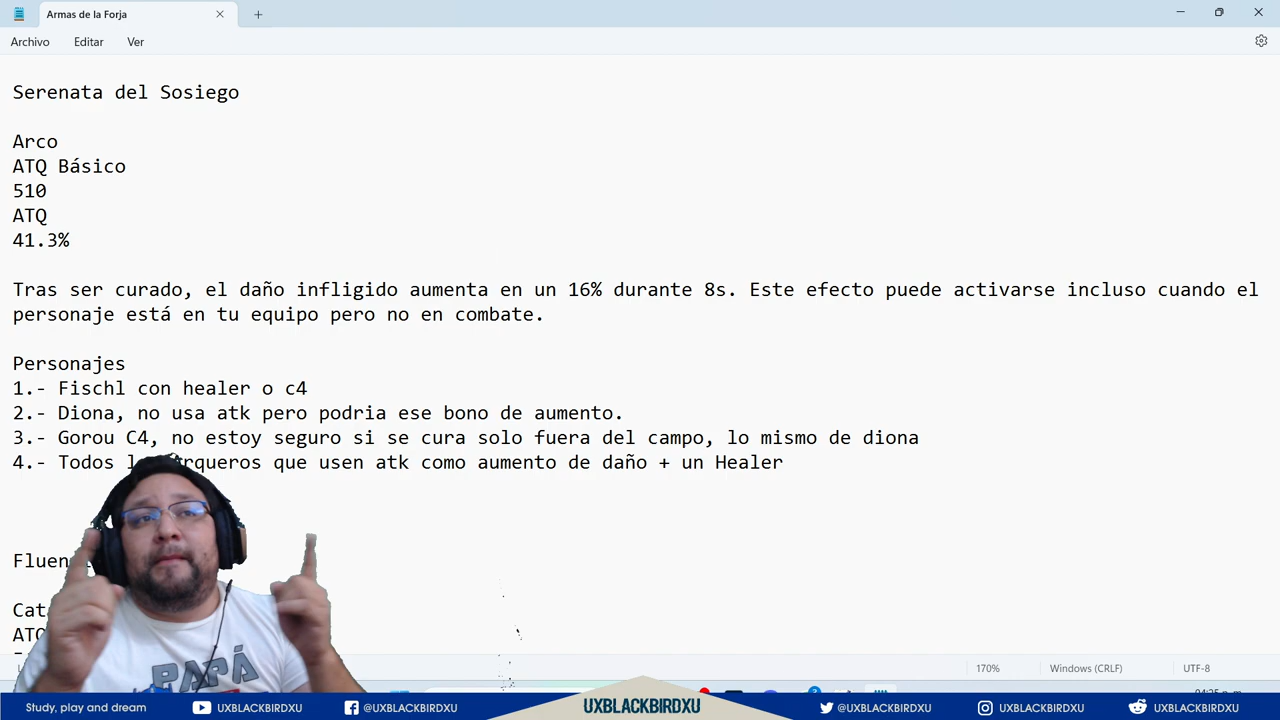 Armas de la Forja
Archivo Editar Ver
Serenata del Sosiego
Arco
ATQ Básico
510
ATQ
41.3%
Tras ser curado, el daño infligido aumenta en un 16% durante 8s. Este efecto puede activarse incluso cuando el
personaje está en tu equipo pero no en combate.
Personajes
1.- Fischl con healer o c4
2.- Diona, no usa atk pero podria ese bono de aumento.
3.- Gorou C4, no estoy seguro si se cura solo fuera del campo, lo mismo de diona
4.- Todos que usen atk como aumento de daño + un Healer
PAPÁ
170% Windows (CRLF) UTF-8
Study, play and dream UXBLACKBIRDXU @UXBLACKBIRDXU UXBLACKBIRDXU @UXBLACKBIRDXU UXBLACKBIRDXU UXBLACKBIRDXU